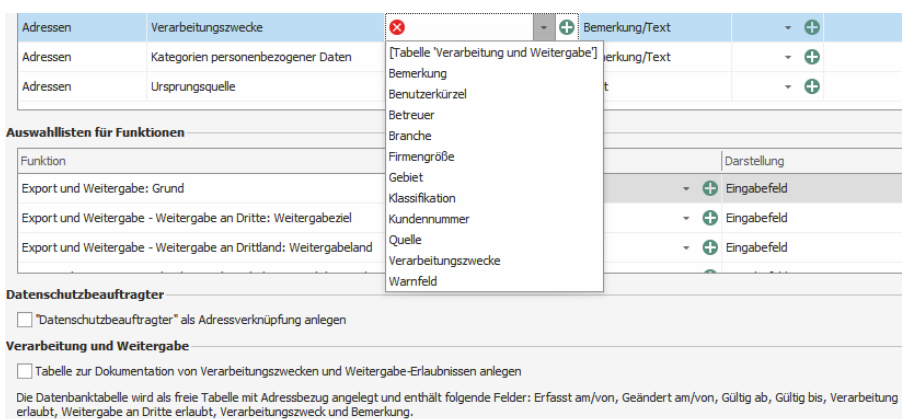 Adressen Verarbeitungszwecke Bemerkung/Text
Adressen Kategorien personenbezogener Daten erkung/Text
Adressen Ursprungsquelle t
[Tabelle 'Verarbeitung und Weitergabe']
Bemerkung
Benutzerkürzel
Betreuer
Branche
Firmengröße
Gebiet
Klassifikation
Kundennummer
Quelle
Verarbeitungszwecke
Warnfeld
Auswahllisten für Funktionen
Funktion Darstellung
Export und Weitergabe: Grund Eingabefeld
Export und Weitergabe - Weitergabe an Dritte: Weitergabeziel Eingabefeld
Export und Weitergabe - Weitergabe an Drittland: Weitergabeland Eingabefeld
Datenschutzbeauftragter
"Datenschutzbeauftragter" als Adressverknüpfung anlegen
Verarbeitung und Weitergabe
Tabelle zur Dokumentation von Verarbeitungszwecken und Weitergabe-Erlaubnissen anlegen
Die Datenbanktabelle wird als freie Tabelle mit Adressbezug angelegt und enthält folgende Felder: Erfasst am/von, Geändert am/von, Gültig ab, Gültig bis, Verarbeitung
erlaubt, Weitergabe an Dritte erlaubt, Verarbeitungszweck und Bemerkung.